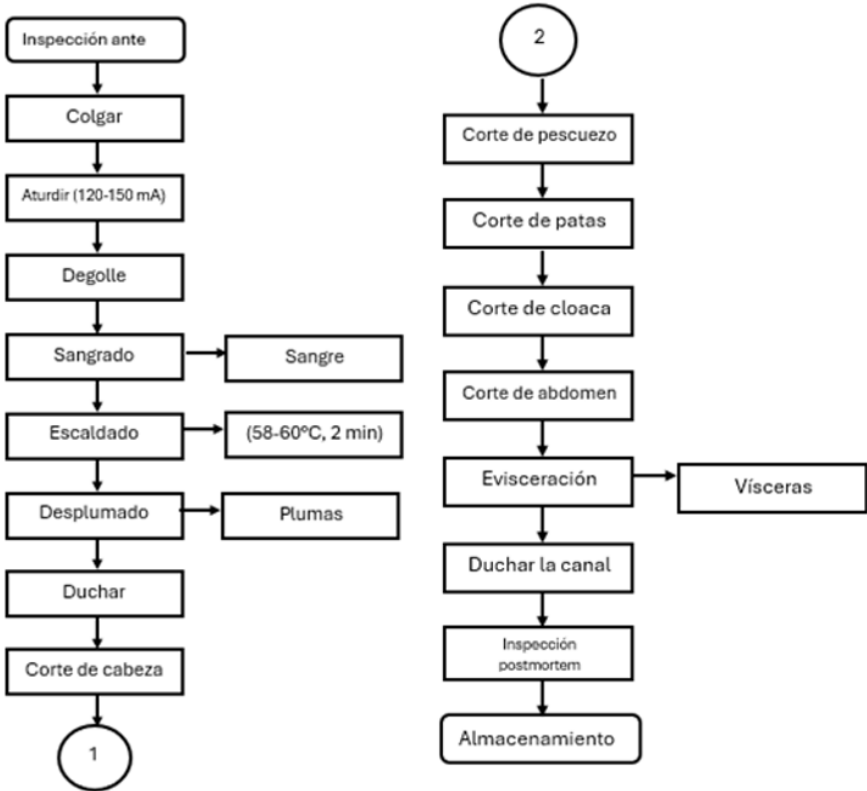 Inspección ante
Colgar
Aturdir (120-150 mA)
Degolle
Sangrado
Sangre
Escaldado
(58-60ºC, 2 min)
Desplumado
Plumas
Duchar
Corte de cabeza
1
2
Corte de pescuezo
Corte de patas
Corte de cloaca
Corte de abdomen
Evisceración
Vísceras
Duchar la canal
Inspección
postmortem
Almacenamiento